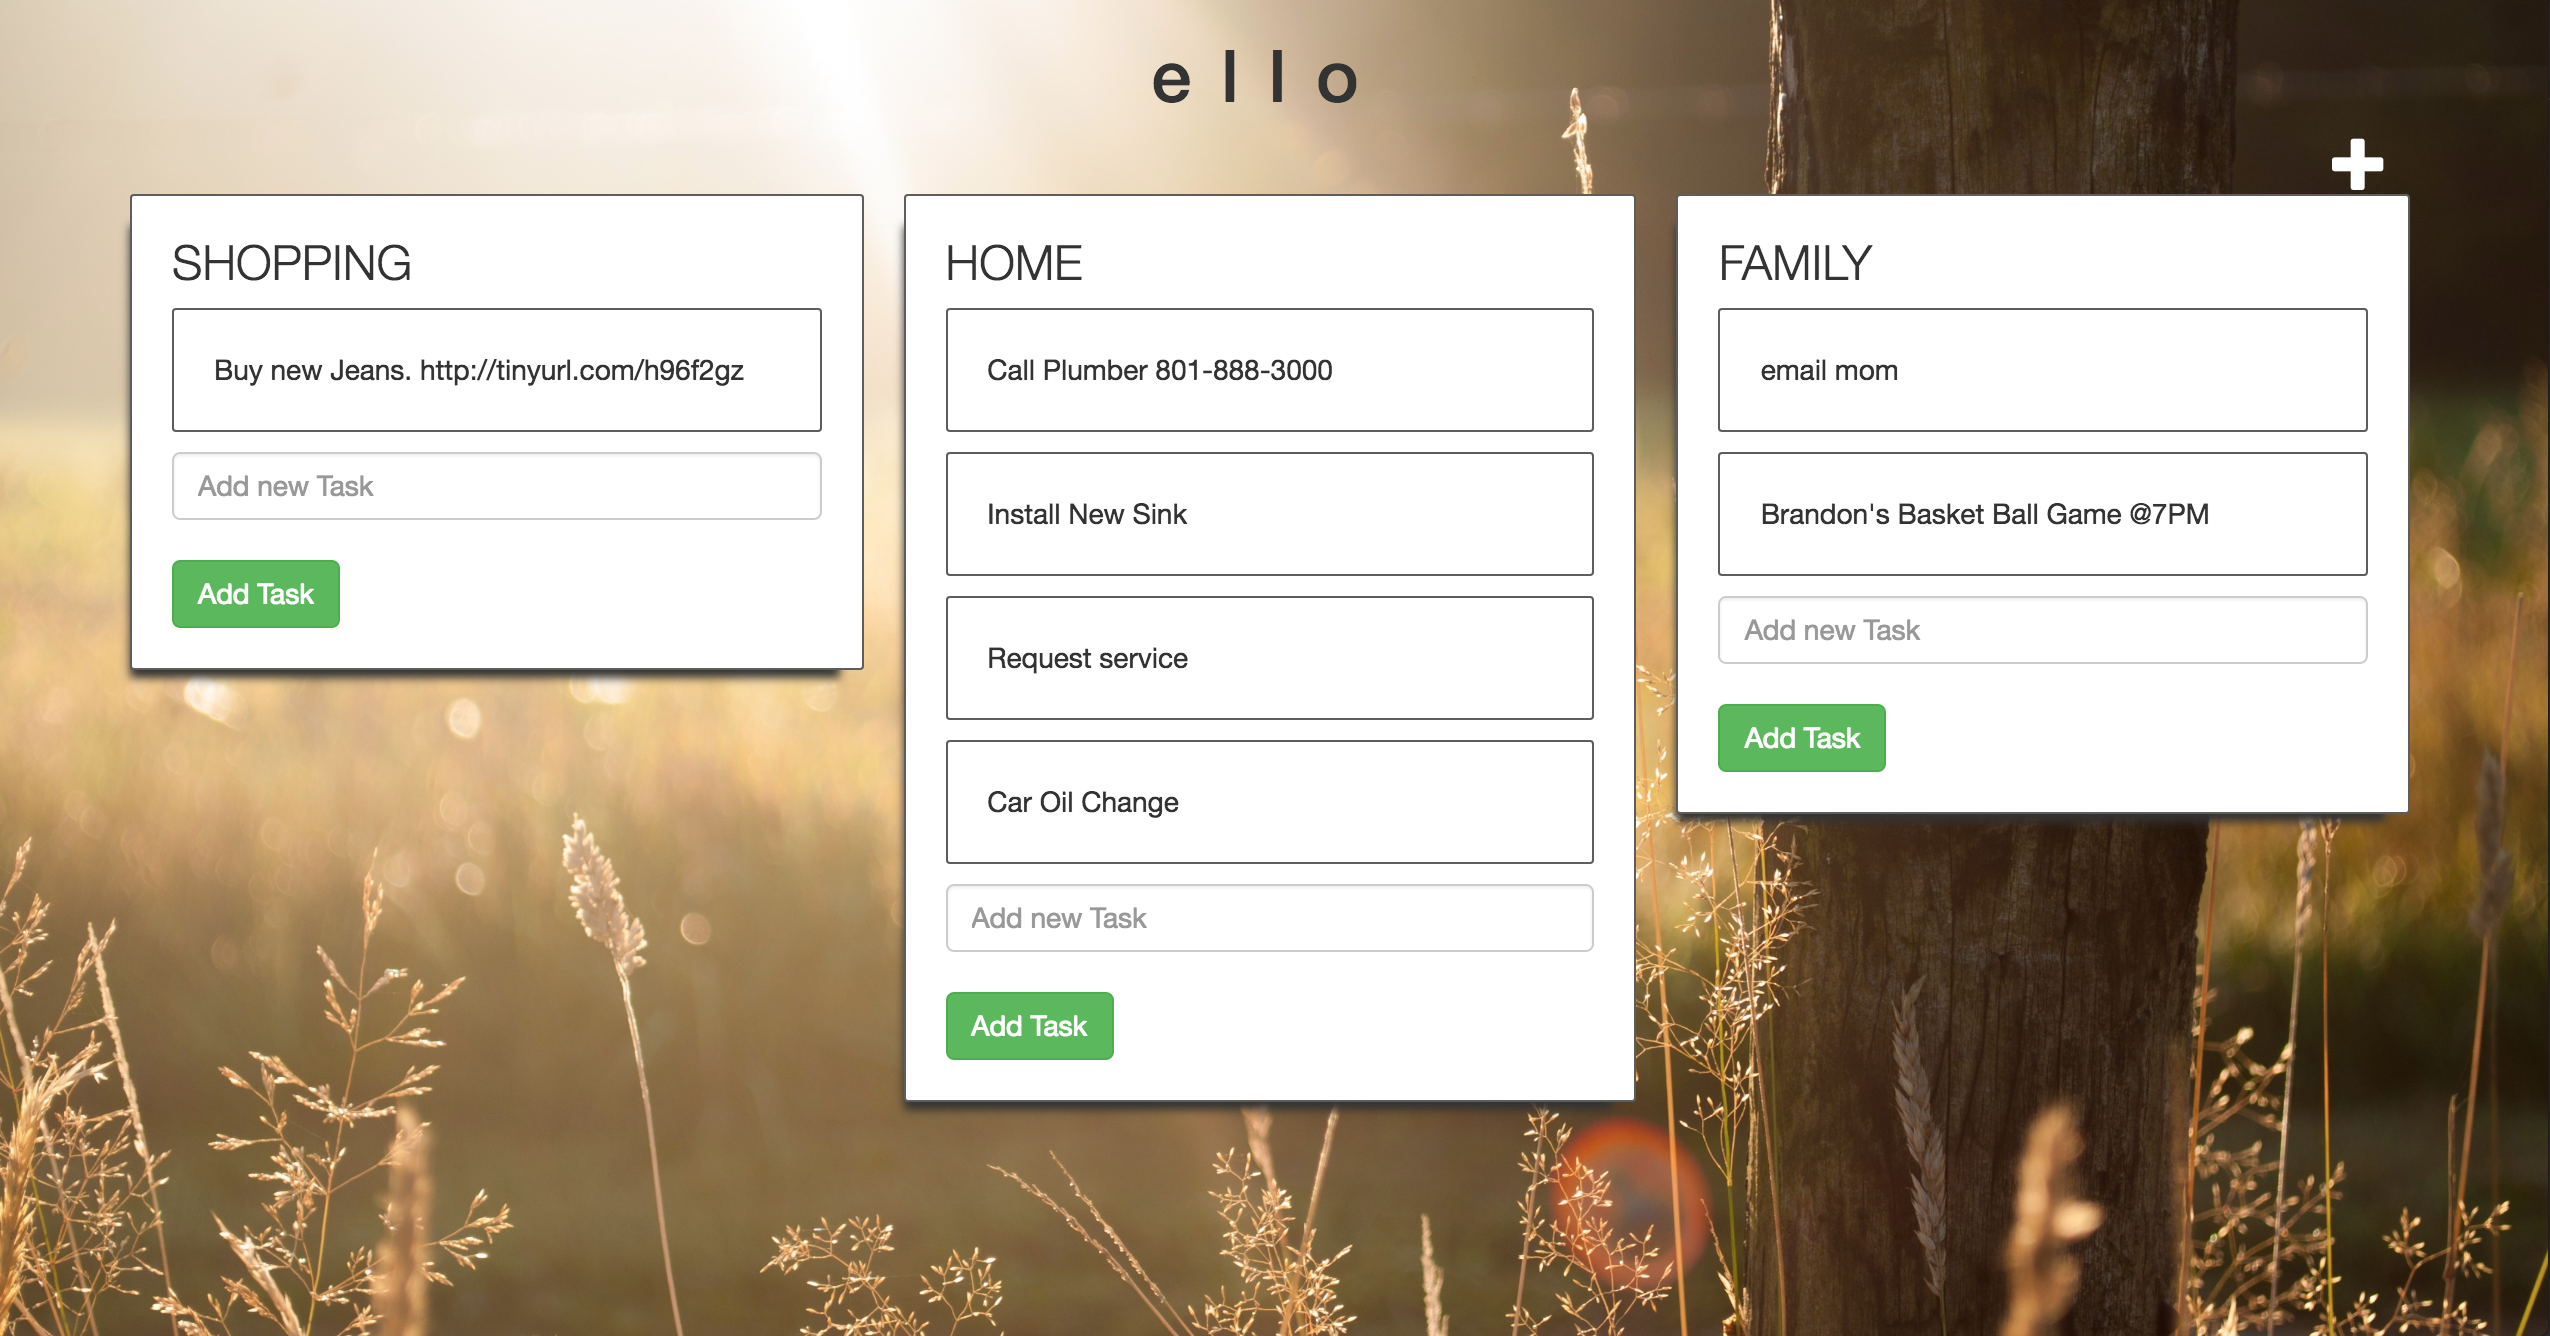 ello
SHOPPING
Buy new Jeans. http://tinyurl.com/h96f2gz
Add new Task
Add Task
HOME
Call Plumber 801-888-3000
Install New Sink
Request service
Car Oil Change
Add new Task
Add Task
FAMILY
email mom
Brandon's Basket Ball Game @7PM
Add new Task
Add Task